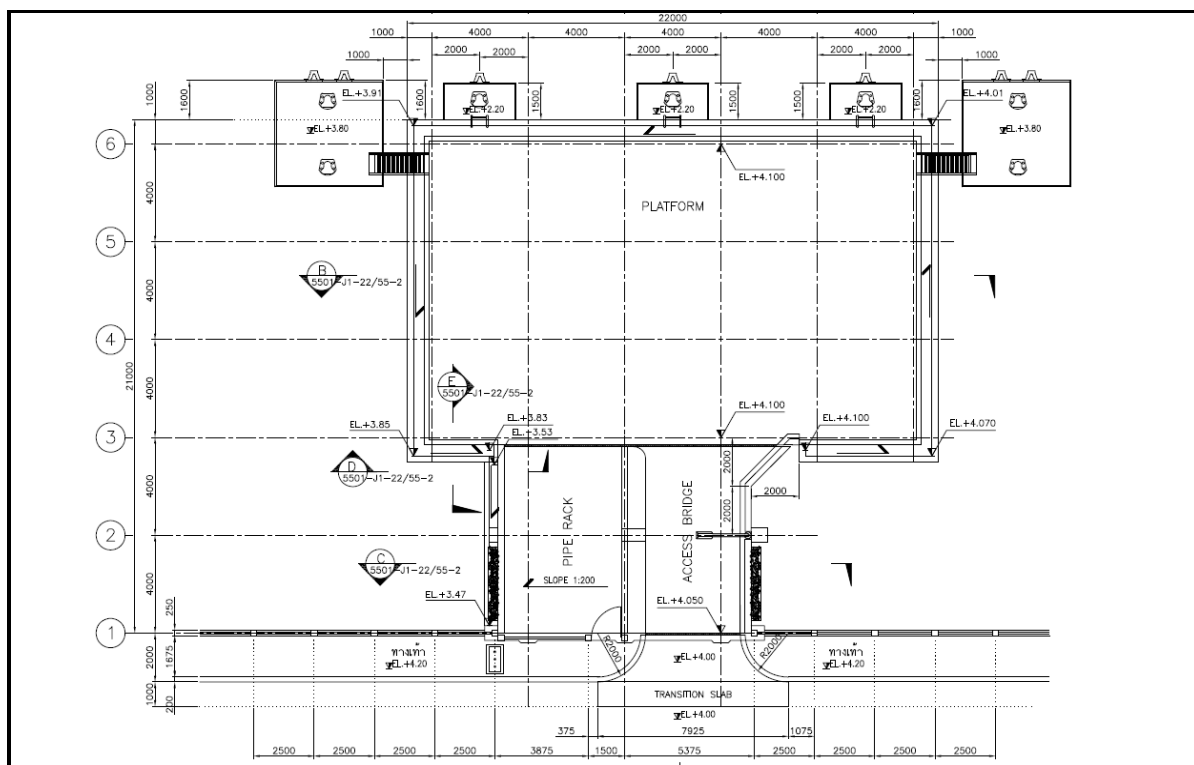 22000
1000 4000 4000 4000 4000 4000 1000
2000 2000 2000 2000 2000 2000
1000 1000
1000 1600 1500 1500 1500 1600
EL.+3.91 EL.+2.20 EL.+2.20 EL.+2.20 EL.+4.01
EL.+3.80 EL.+3.80
6
EL.+4.100
4000
PLATFORM
5
B
5501-J1-22/55-2
4000
4
21000
4000
E
5501-J1-22/55-2
EL.+4.100 EL.+4.100
EL.+3.83
EL.+3.85 EL.+3.53 EL.+4.070
3
D
5501-J1-22/55-2
2000
2000
4000
2000
2
PIPE RACK
ACCESS BRIDGE
C
5501-J1-22/55-2
4000
SLOPE 1:200
EL.+3.47 EL.+4.050
250
1
ทางเท้า ทางเท้า
EL.+4.20 EL.+4.00 EL.+4.20
R2000 R2000
2000 1675
TRANSITION SLAB
1000 200
EL.+4.00
375 7925 1075
2500 2500 2500 2500 3875 1500 5375 2500 2500 2500 2500